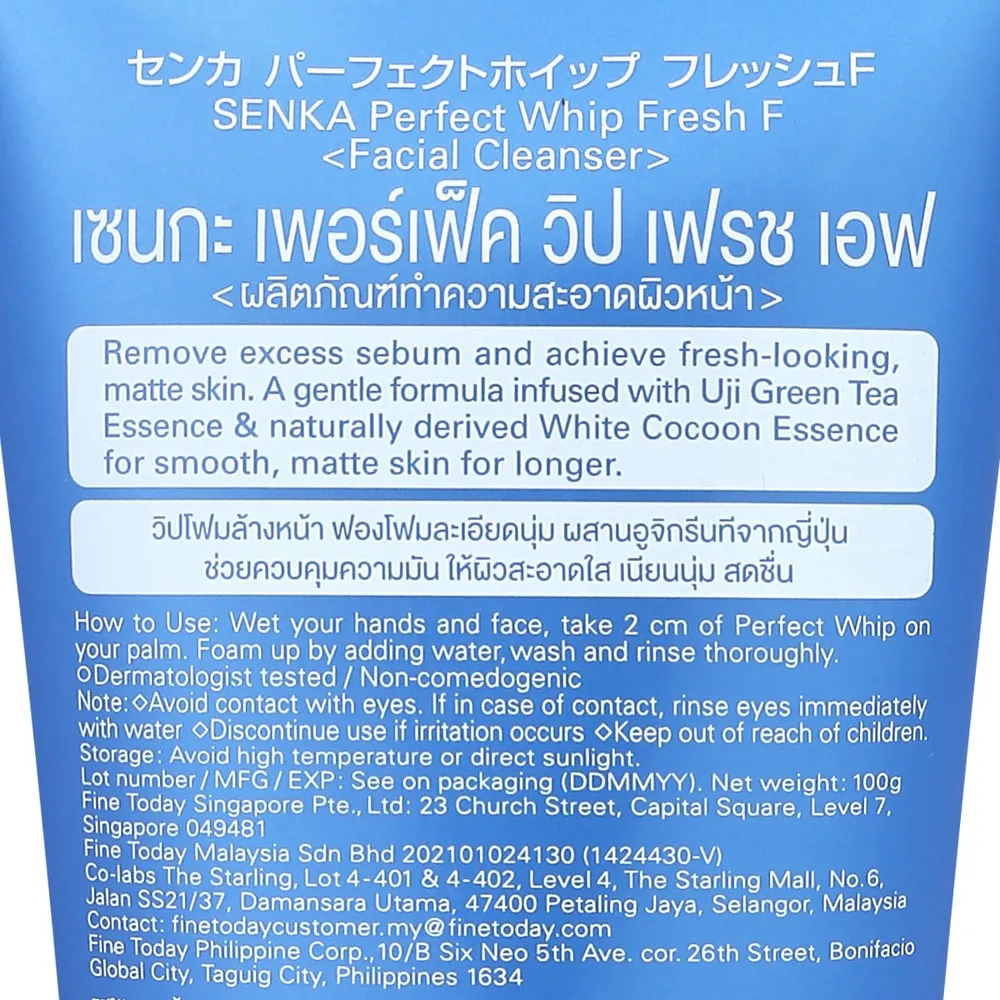 センカ パーフェクトホイップ フレッシュF
SENKA Perfect Whip Fresh F
<Facial Cleanser>
เซนกะ เพอร์เฟ็ค วิป เฟรช เอฟ
<ผลิตภัณฑ์ทำความสะอาดผิวหน้า>
Remove excess sebum and achieve fresh-looking,
matte skin. A gentle formula infused with Uji Green Tea
Essence & naturally derived White Cocoon Essence
for smooth, matte skin for longer.
วิปโฟมล้างหน้า ฟองโฟมละเอียดนุ่ม ผสานอูจิกรีนทีจากญี่ปุ่น
ช่วยควบคุมความมัน ให้ผิวสะอาดใส เนียนนุ่ม สดชื่น
How to Use: Wet your hands and face, take 2 cm of Perfect Whip on
your palm. Foam up by adding water, wash and rinse thoroughly.
○Dermatologist tested / Non-comedogenic
Note: ◇Avoid contact with eyes. If in case of contact, rinse eyes immediately
with water ◇Discontinue use if irritation occurs ◇Keep out of reach of children.
Storage: Avoid high temperature or direct sunlight.
Lot number / MFG / EXP: See on packaging (DDMMYY). Net weight: 100g
Fine Today Singapore Pte., Ltd: 23 Church Street, Capital Square, Level 7,
Singapore 049481
Fine Today Malaysia Sdn Bhd 202101024130 (1424430-V)
Co-labs The Starling, Lot 4-401 & 4-402, Level 4, The Starling Mall, No.6,
Jalan SS21/37, Damansara Utama, 47400 Petaling Jaya, Selangor, Malaysia
Contact: finetodaycustomer.my@finetoday.com
Fine Today Philippine Corp., 10/B Six Neo 5th Ave. cor. 26th Street, Bonifacio
Global City, Taguig City, Philippines 1634